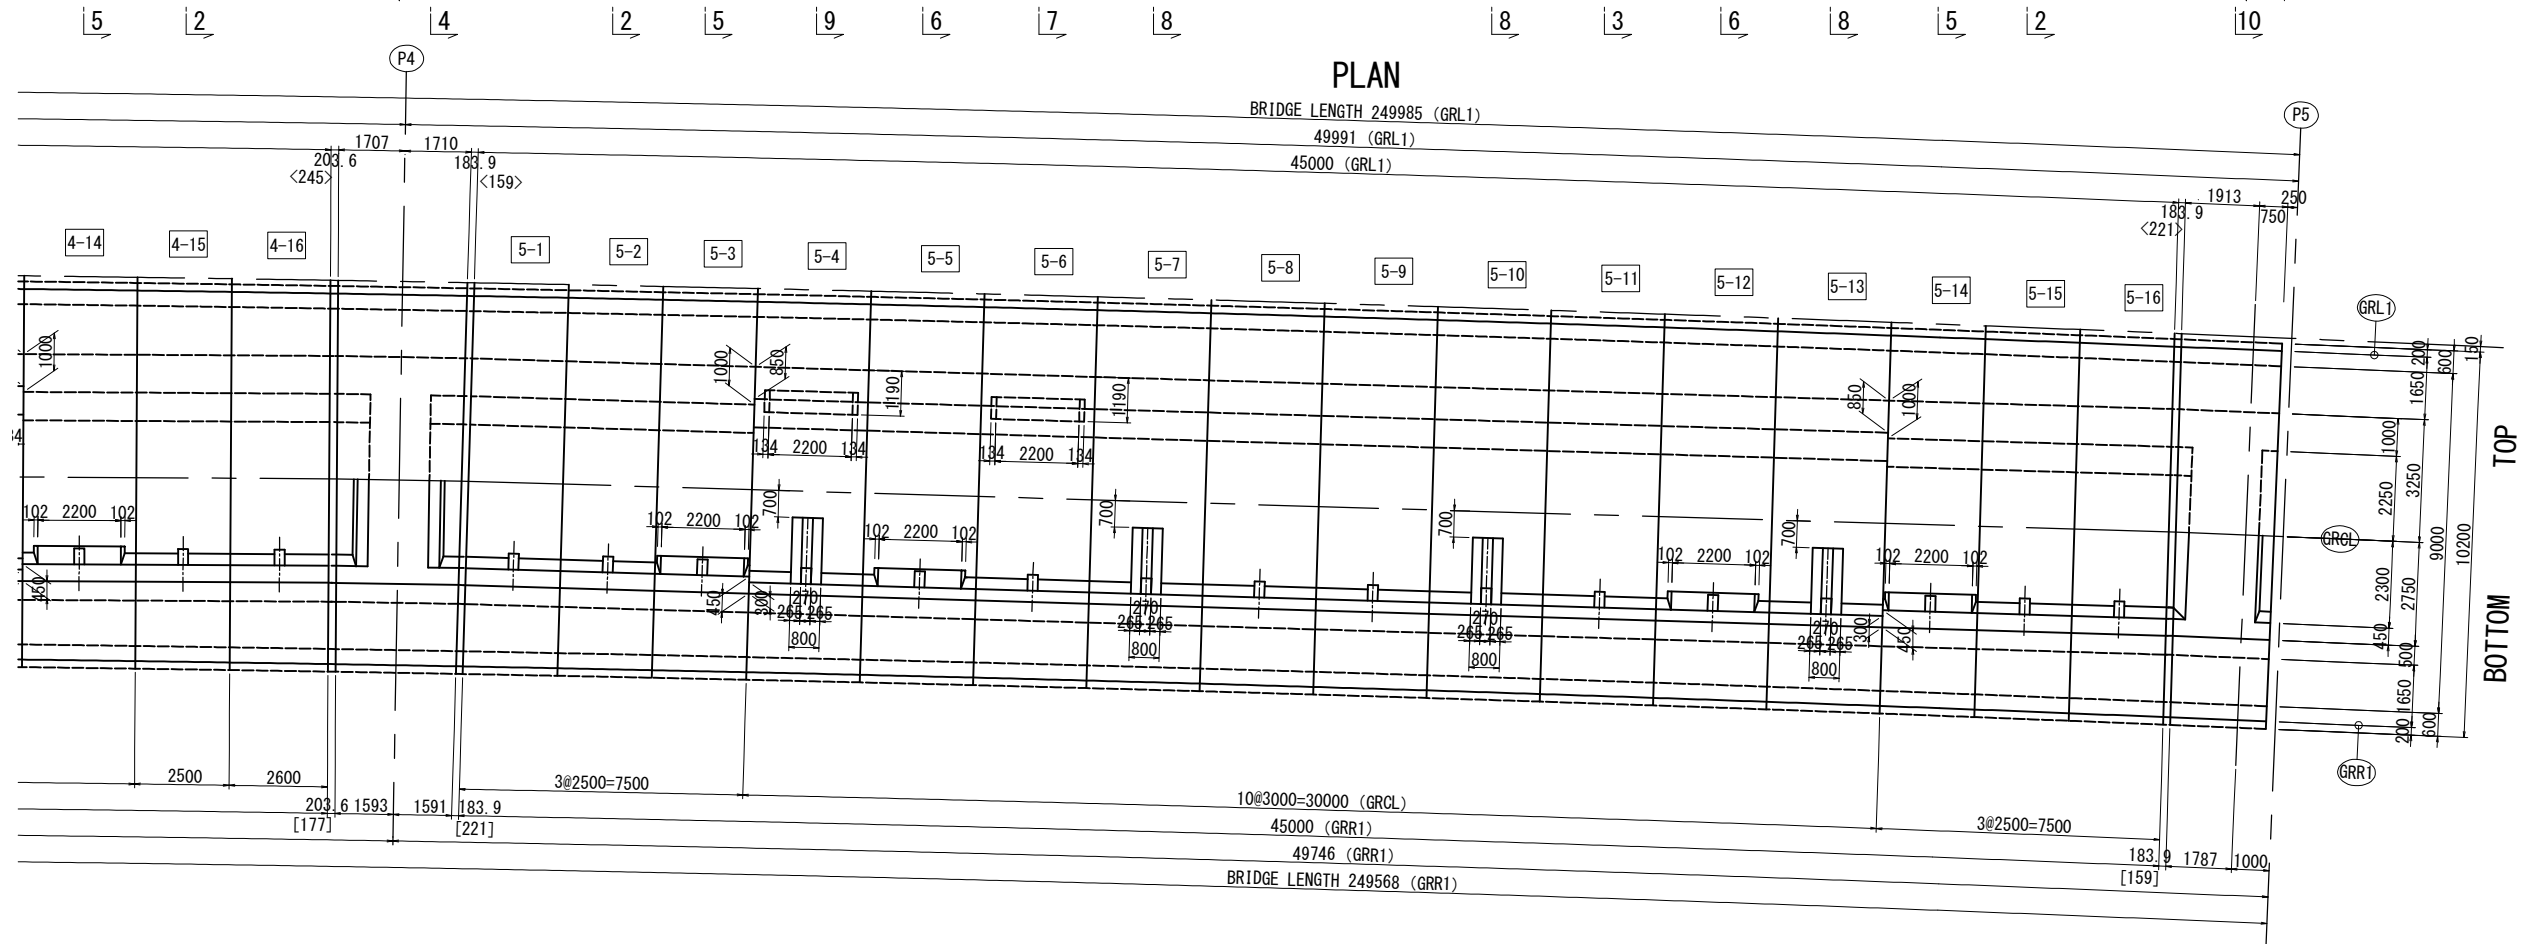 5 2 4 2 5 9 6 7 8 8 3 6 8 5 2 10
P4
PLAN
P5
BRIDGE LENGTH 249985 (GRL1)
49991 (GRL1)
45000 (GRL1)
1707 1710
203.6 183.9
<245> <159>
1913 250
183.9 750
<221>
4-14 4-15 4-16 5-1 5-2 5-3 5-4 5-5 5-6 5-7 5-8 5-9 5-10 5-11 5-12 5-13 5-14 5-15 5-16
GRL1
1000 1000 850 1190 1190 850 1000
200 600 150
1650
134 2200 134 134 2200 134
1000
2250 3250
TOP
700 700 700 700
102 2200 102 102 2200 102 102 2200 102 102 2200 102 102 2200 102
GRCL
9000 10200
2300 2750
450 450 300 300 450
270 270 270 270
265 265 265 265 265 265 265 265
800 800 800 800
450 500
BOTTOM
1650
200 600
GRR1
2500 2600
3@2500=7500
10@3000=30000 (GRCL)
3@2500=7500
203.6 1593 1591 183.9
[177] [221]
45000 (GRR1)
49746 (GRR1)
183.9 1787 1000
[159]
BRIDGE LENGTH 249568 (GRR1)